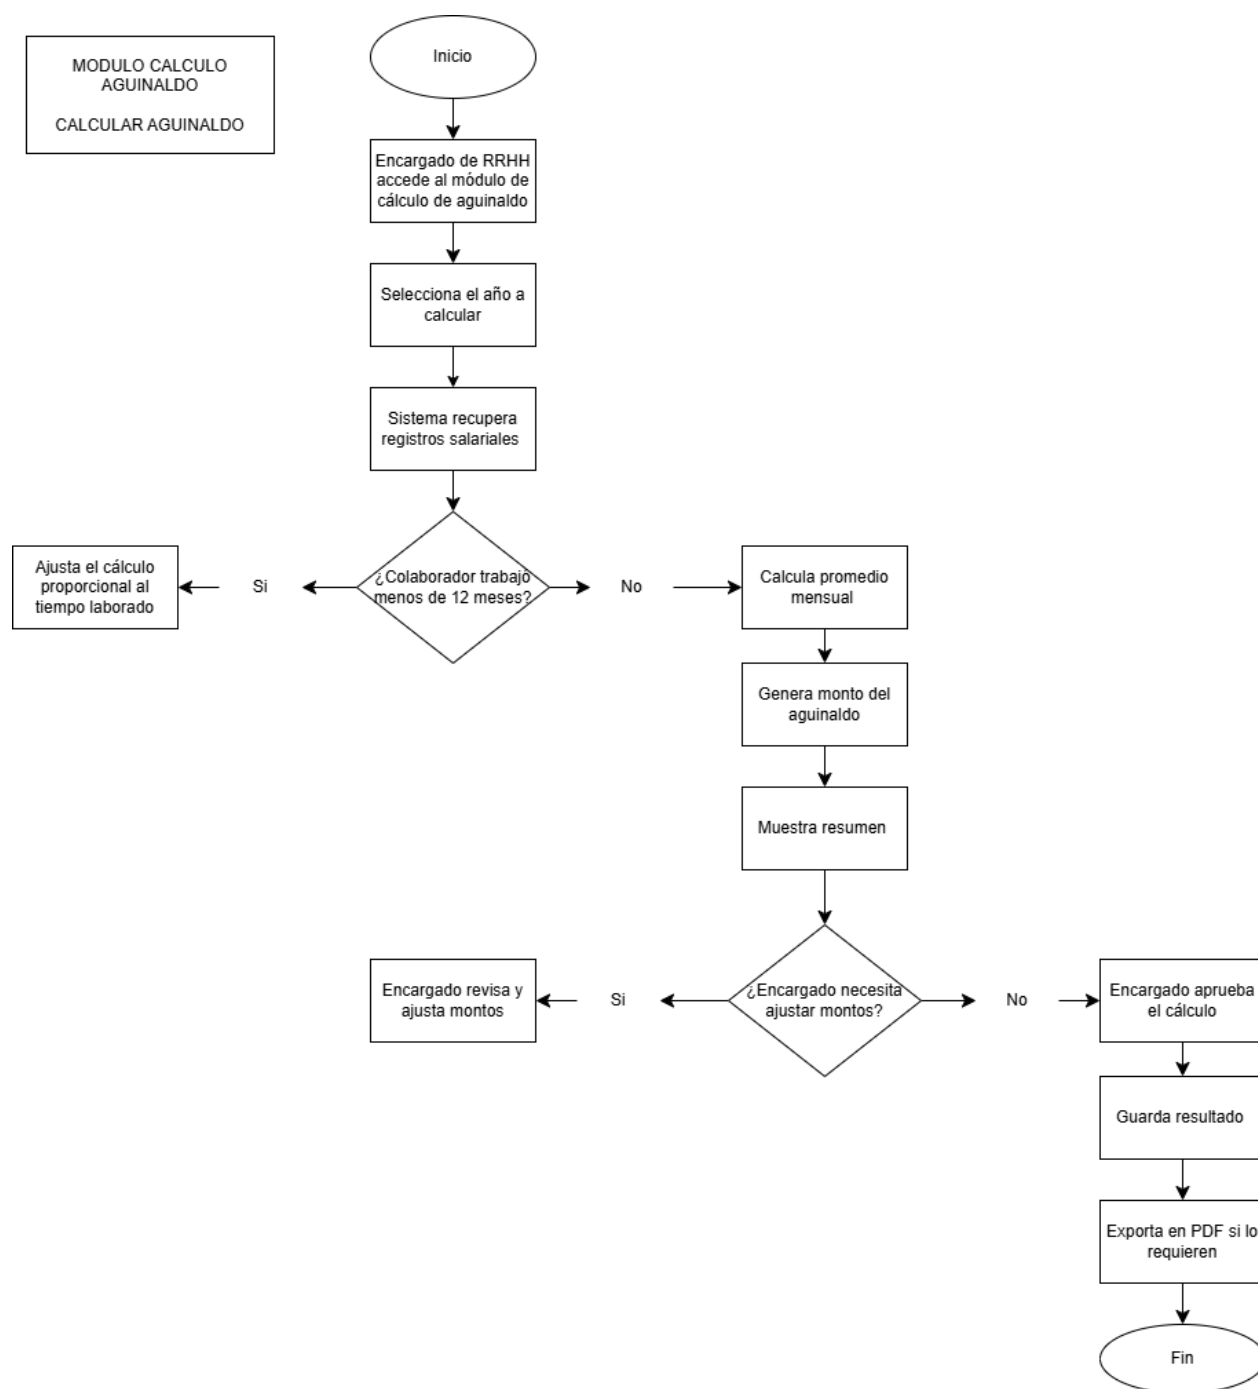 MODULO CALCULO
AGUINALDO
CALCULAR AGUINALDO
Inicio
Encargado de RRHH
accede al módulo de
cálculo de aguinaldo
Selecciona el año a
calcular
Sistema recupera
registros salariales
¿Colaborador trabajó
menos de 12 meses?
Si
Ajusta el cálculo
proporcional al
tiempo laborado
No
Calcula promedio
mensual
Genera monto del
aguinaldo
Muestra resumen
¿Encargado necesita
ajustar montos?
Si
Encargado revisa y
ajusta montos
No
Encargado aprueba
el cálculo
Guarda resultado
Exporta en PDF si lo
requieren
Fin